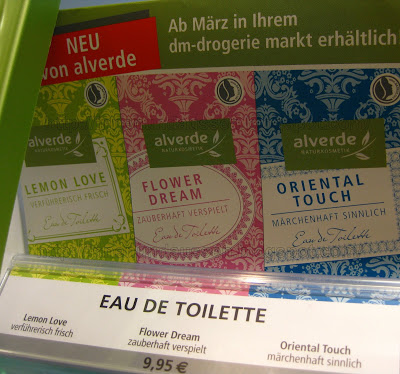 NEU
von alverde
Ab März in Ihrem
dm-drogerie markt erhältlich!
alverde
NATURKOSMETIK
LEMON LOVE
VERFÜHRERISCH FRISCH
Eau de Toilette
alverde
NATURKOSMETIK
FLOWER
DREAM
ZAUBERHAFT VERSPIELT
Eau de Toilette
alverde
NATURKOSMETIK
ORIENTAL
TOUCH
MÄRCHENHAFT SINNLICH
Eau de Toilette
EAU DE TOILETTE
Lemon Love
verführerisch frisch
Flower Dream
zauberhaft verspielt
Oriental Touch
märchenhaft sinnlich
9,95 €